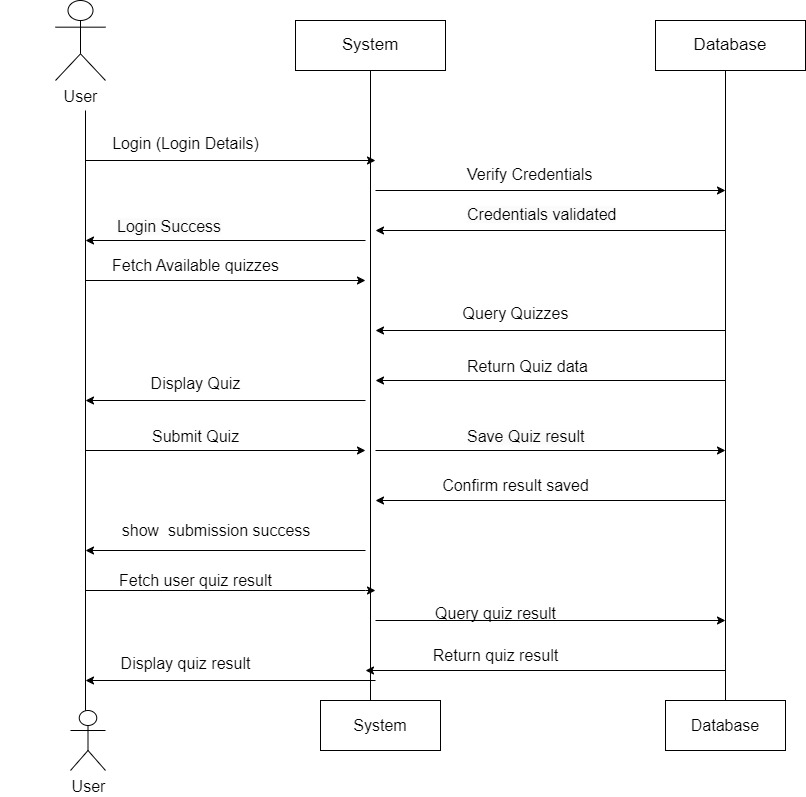 System
Database
User
Login (Login Details)
Verify Credentials
Credentials validated
Login Success
Fetch Available quizzes
Query Quizzes
Return Quiz data
Display Quiz
Submit Quiz
Save Quiz result
Confirm result saved
show  submission success
Fetch user quiz result
Query quiz result
Return quiz result
Display quiz result
System
Database
User